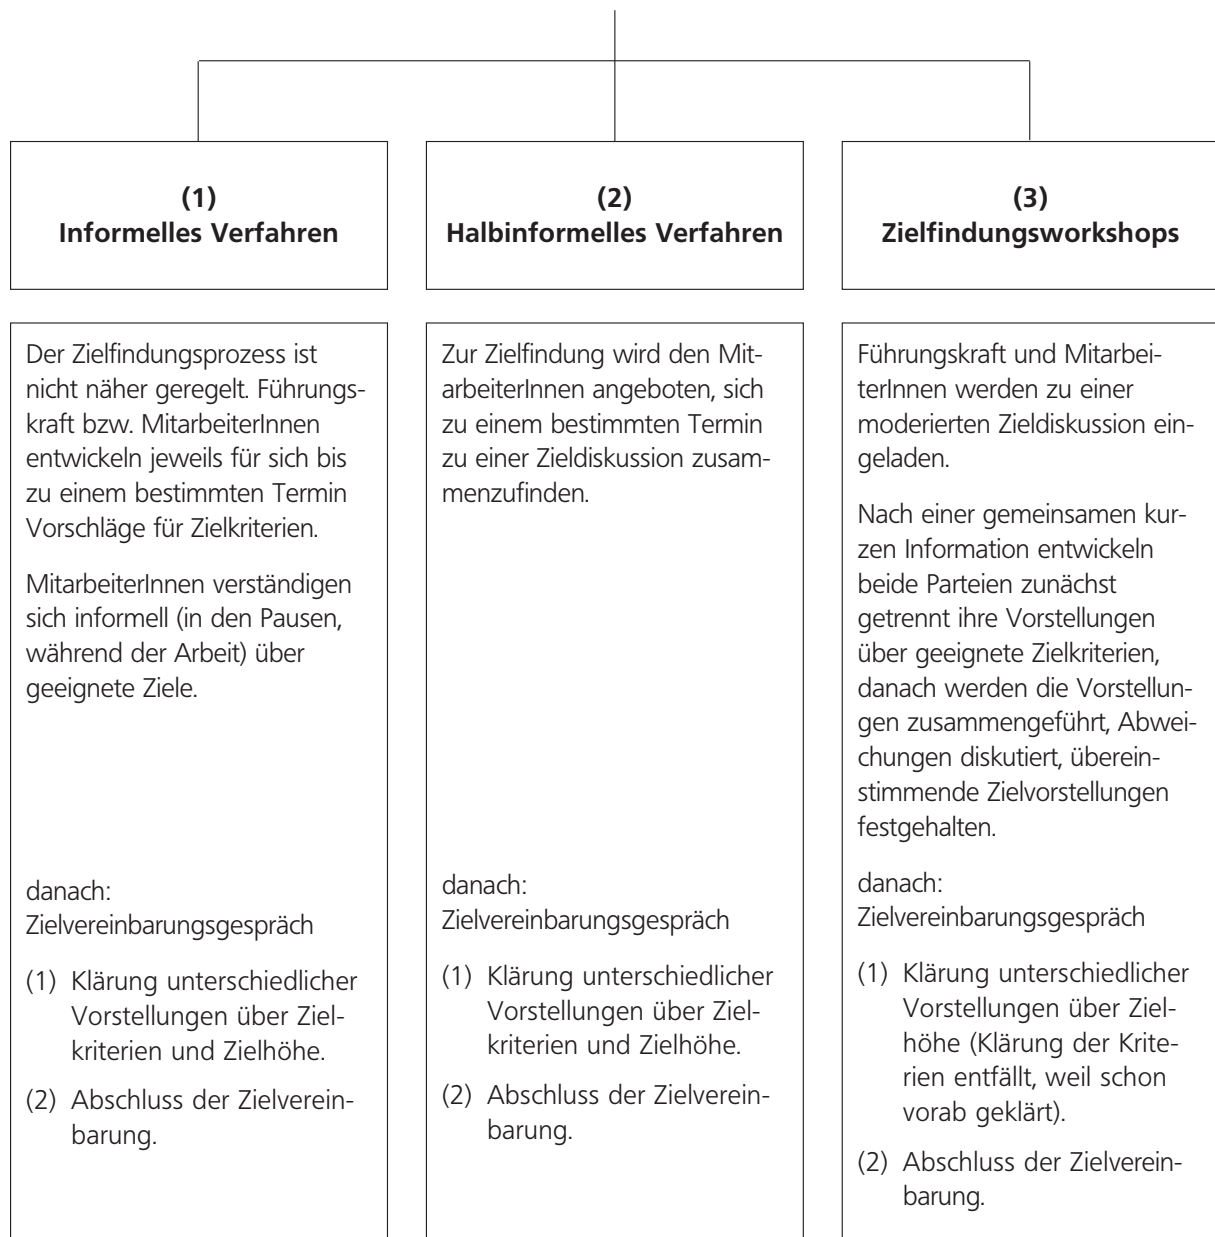 (1)
Informelles Verfahren
Der Zielfindungsprozess ist
nicht näher geregelt. Führungs-
kraft bzw. MitarbeiterInnen
entwickeln jeweils für sich bis
zu einem bestimmten Termin
Vorschläge für Zielkriterien.
MitarbeiterInnen verständigen
sich informell (in den Pausen,
während der Arbeit) über
geeignete Ziele.
danach:
Zielvereinbarungsgespräch
(1) Klärung unterschiedlicher
Vorstellungen über Ziel-
kriterien und Zielhöhe.
(2) Abschluss der Zielverein-
barung.
(2)
Halbinformelles Verfahren
Zur Zielfindung wird den Mit-
arbeiterInnen angeboten, sich
zu einem bestimmten Termin
zu einer Zieldiskussion zusam-
menzufinden.
danach:
Zielvereinbarungsgespräch
(1) Klärung unterschiedlicher
Vorstellungen über Ziel-
kriterien und Zielhöhe.
(2) Abschluss der Zielverein-
barung.
(3)
Zielfindungsworkshops
Führungskraft und Mitarbei-
terInnen werden zu einer
moderierten Zieldiskussion ein-
geladen.
Nach einer gemeinsamen kur-
zen Information entwickeln
beide Parteien zunächst
getrennt ihre Vorstellungen
über geeignete Zielkriterien,
danach werden die Vorstellun-
gen zusammengeführt, Abwei-
chungen diskutiert, überein-
stimmende Zielvorstellungen
festgehalten.
danach:
Zielvereinbarungsgespräch
(1) Klärung unterschiedlicher
Vorstellungen über Ziel-
höhe (Klärung der Krite-
rien entfällt, weil schon
vorab geklärt).
(2) Abschluss der Zielverein-
barung.